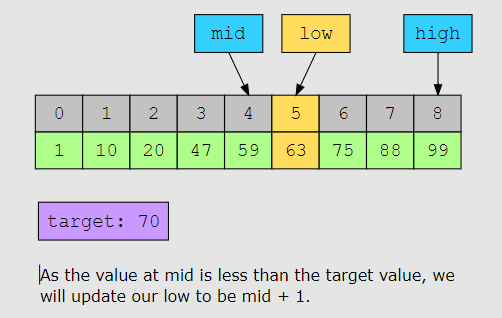 mid low high
0 1 2 3 4 5 6 7 8
1 10 20 47 59 63 75 88 99
target: 70
As the value at mid is less than the target value, we
will update our low to be mid + 1.